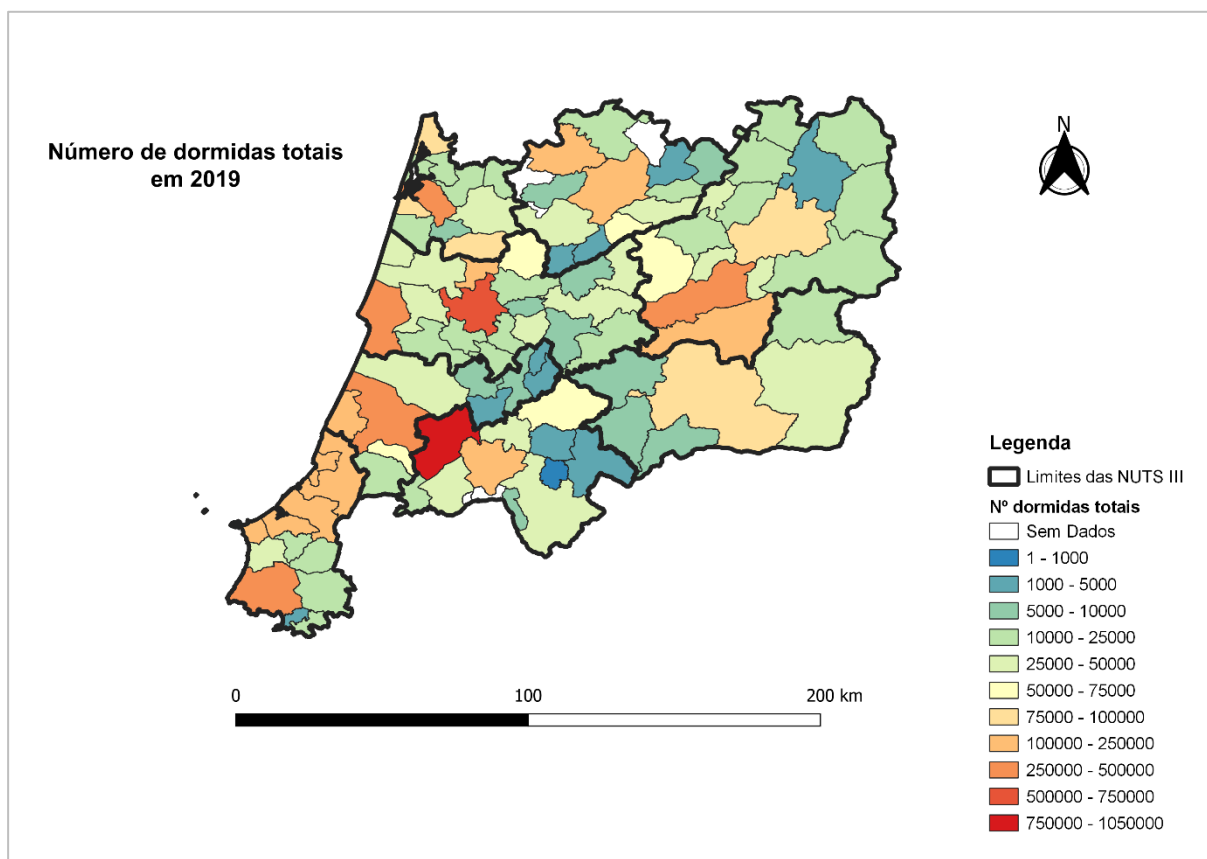 Número de dormidas totais
em 2019
N
Legenda
Limites das NUTS III
Nº dormidas totais
Sem Dados
1 - 1000
1000 - 5000
5000 - 10000
10000 - 25000
25000 - 50000
50000 - 75000
75000 - 100000
100000 - 250000
250000 - 500000
500000 - 750000
750000 - 1050000
0 100 200 km